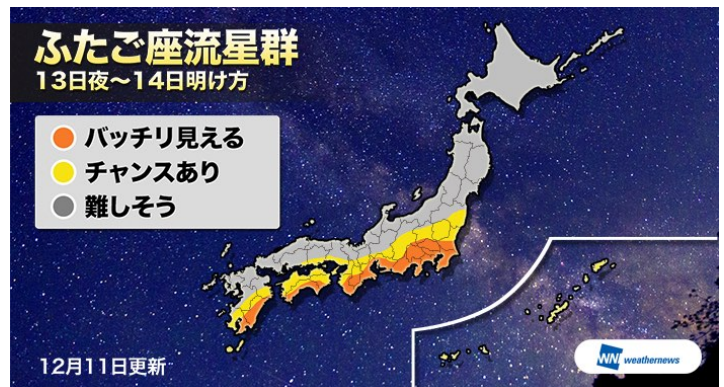 ふたご座流星群
13日夜〜14日明け方
バッチリ見える
チャンスあり
難しそう
12月11日更新
WN weathernews